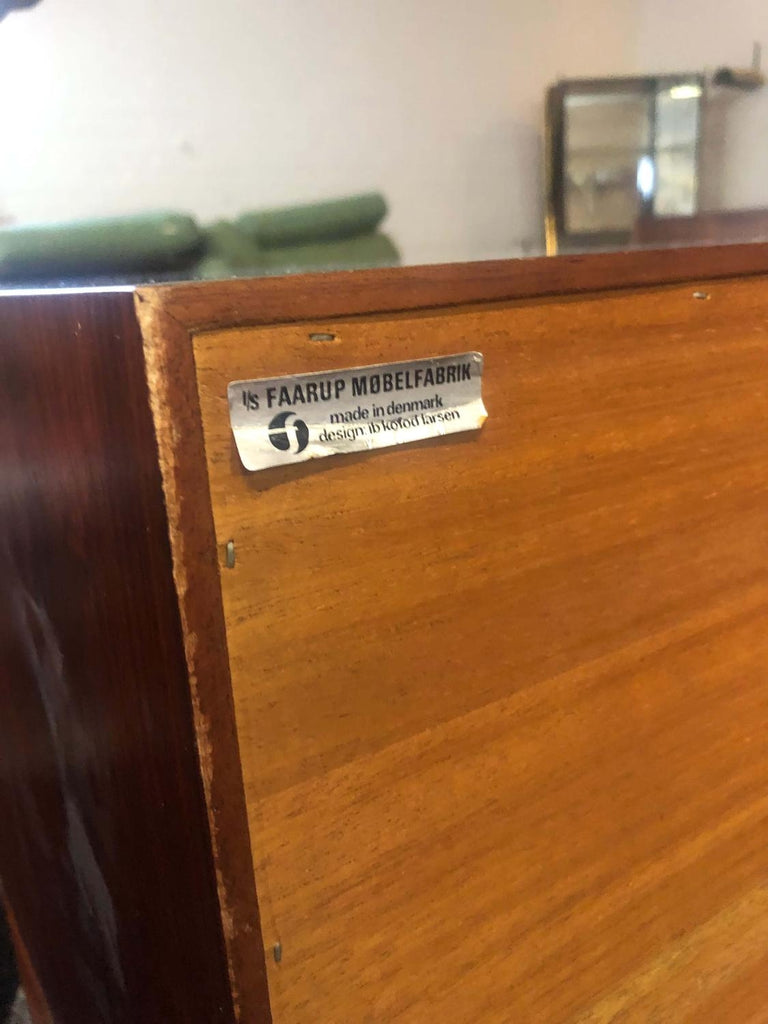 I/S FAARUP MØBELFABRIK
made in denmark
design: ib kofod larsen